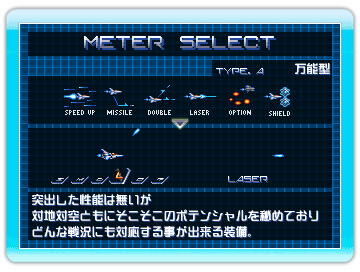 METER SELECT
TYPE. A 万能型
SPEED UP MISSILE DOUBLE LASER OPTION SHIELD
LASER
突出した性能は無いが
対地対空ともにそこそこのポテンシャルを秘めており
どんな戦況にも対応する事が出来る装備。